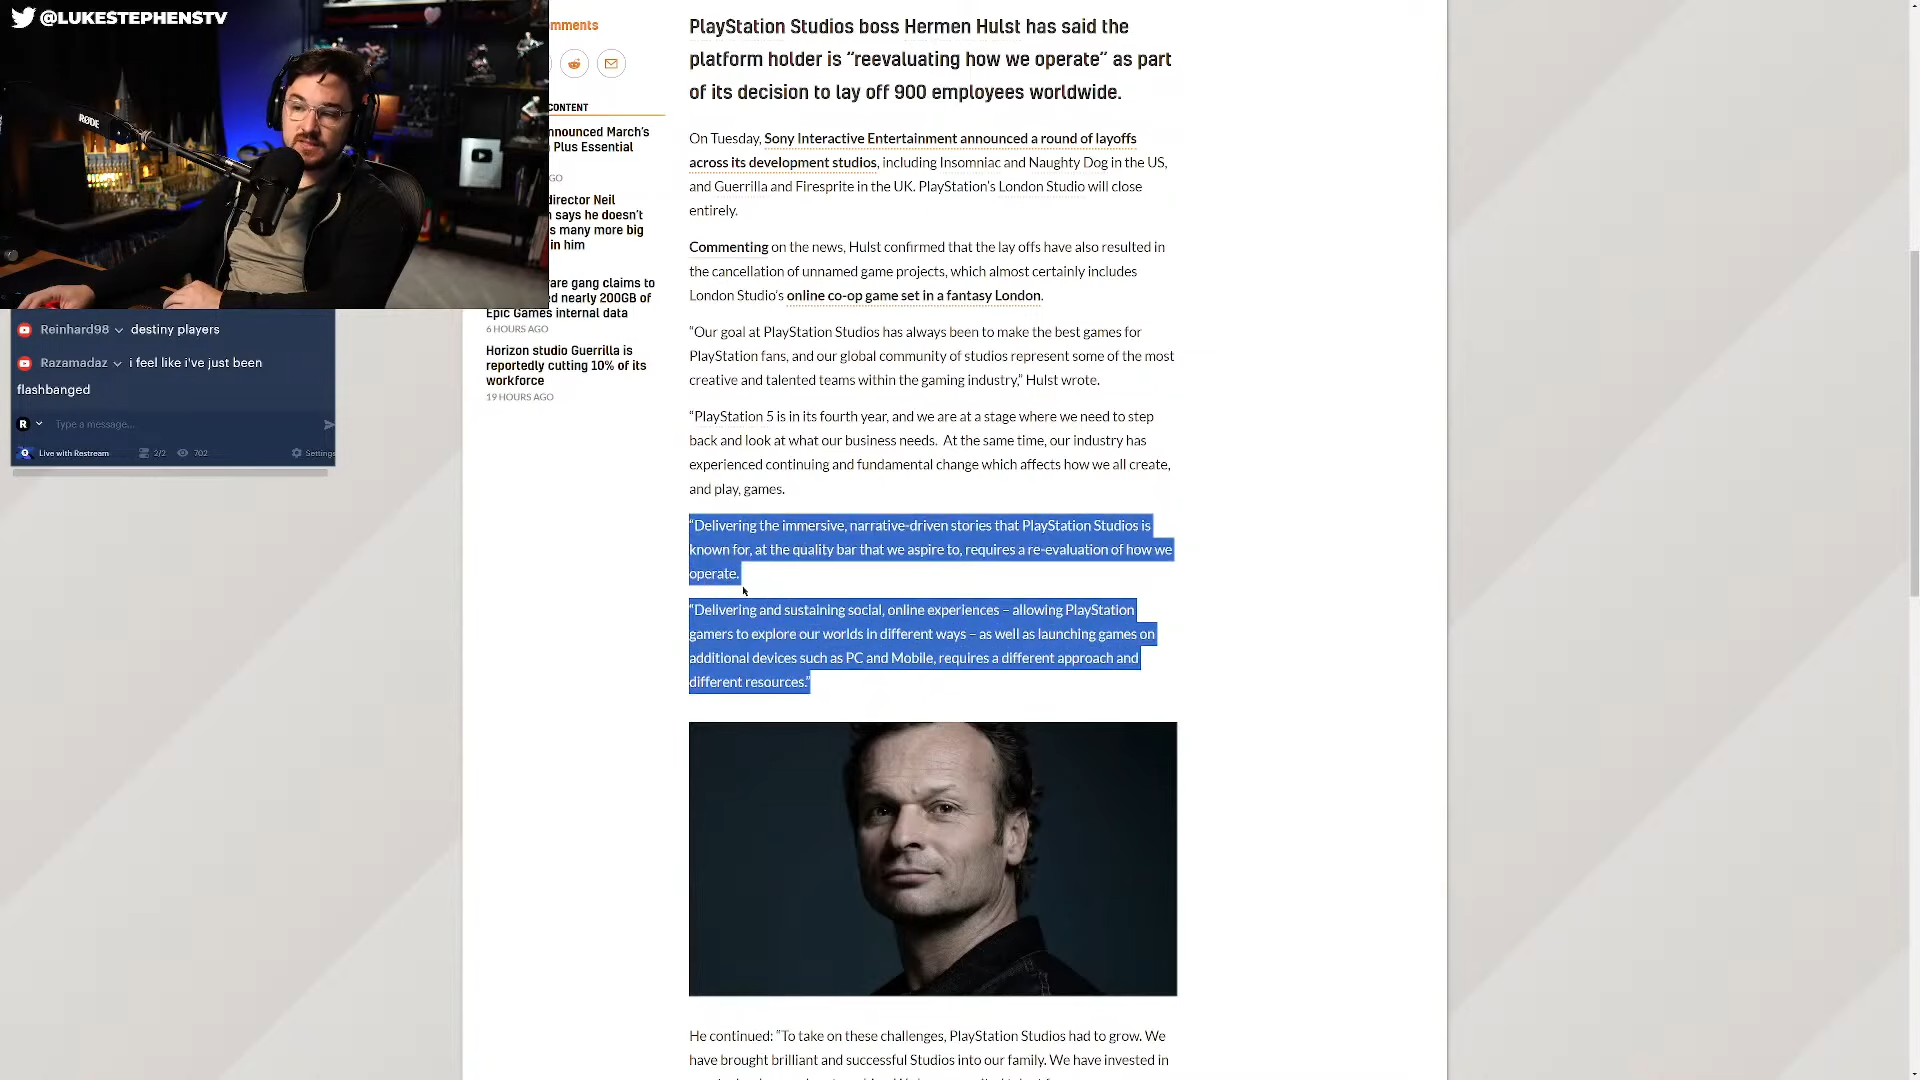 @LUKESTEPHENSTV
RØDE
mments
CONTENT
nnounced March's
Plus Essential
GO
director Neil
says he doesn't
s many more big
in him
are gang claims to
d nearly 200GB of
Epic Games internal data
6 HOURS AGO
Horizon studio Guerrilla is
reportedly cutting 10% of its
workforce
19 HOURS AGO
Reinhard98 destiny players
Razamadaz i feel like i've just been
flashbanged
R
Type a message...
Live with Restream 2/2 702 Settings
PlayStation Studios boss Hermen Hulst has said the
platform holder is “reevaluating how we operate” as part
of its decision to lay off 900 employees worldwide.
On Tuesday, Sony Interactive Entertainment announced a round of layoffs
across its development studios, including Insomniac and Naughty Dog in the US,
and Guerrilla and Firesprite in the UK. PlayStation’s London Studio will close
entirely.
Commenting on the news, Hulst confirmed that the lay offs have also resulted in
the cancellation of unnamed game projects, which almost certainly includes
London Studio’s online co-op game set in a fantasy London.
“Our goal at PlayStation Studios has always been to make the best games for
PlayStation fans, and our global community of studios represent some of the most
creative and talented teams within the gaming industry,” Hulst wrote.
“PlayStation 5 is in its fourth year, and we are at a stage where we need to step
back and look at what our business needs. At the same time, our industry has
experienced continuing and fundamental change which affects how we all create,
and play, games.
“Delivering the immersive, narrative-driven stories that PlayStation Studios is
known for, at the quality bar that we aspire to, requires a re-evaluation of how we
operate.
“Delivering and sustaining social, online experiences – allowing PlayStation
gamers to explore our worlds in different ways – as well as launching games on
additional devices such as PC and Mobile, requires a different approach and
different resources.”
He continued: “To take on these challenges, PlayStation Studios had to grow. We
have brought brilliant and successful Studios into our family. We have invested in